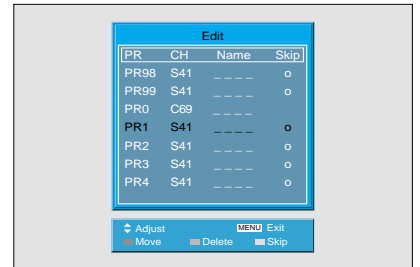 Edit
PR CH Name Skip
PR98 S41 _ _ _ _ o
PR99 S41 _ _ _ _ o
PR0 C69 _ _ _ _
PR1 S41 _ _ _ _ o
PR2 S41 _ _ _ _ o
PR3 S41 _ _ _ _ o
PR4 S41 _ _ _ _ o
Adjust MENU Exit
Move Delete Skip